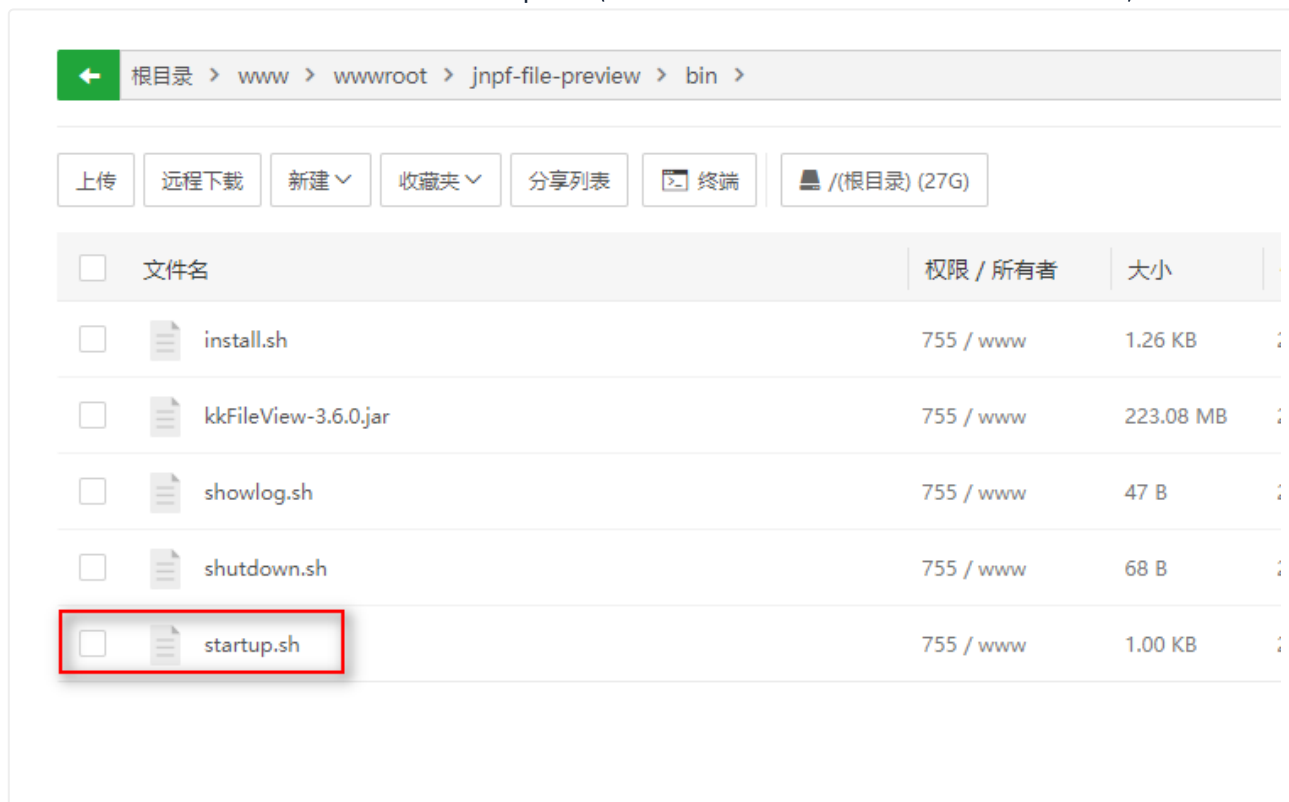 根目录 > www > wwwroot > jnpf-file-preview > bin >
上传 远程下载 新建 收藏夹 分享列表 终端 /(根目录) (27G)
文件名 权限 / 所有者 大小
install.sh 755 / www 1.26 KB
kkFileView-3.6.0.jar 755 / www 223.08 MB
showlog.sh 755 / www 47 B
shutdown.sh 755 / www 68 B
startup.sh 755 / www 1.00 KB